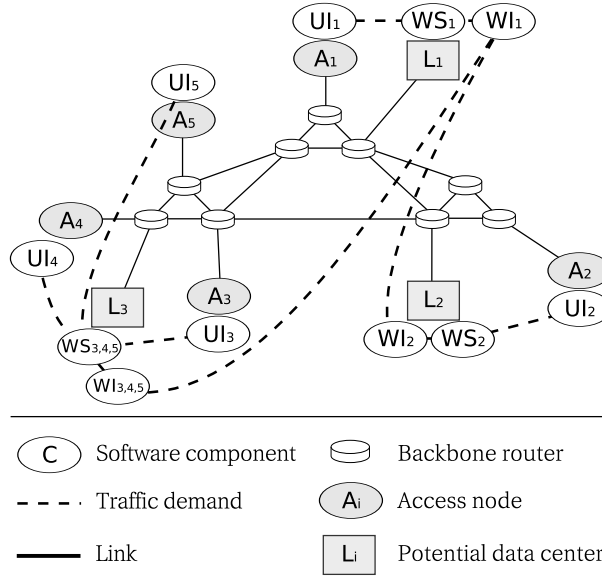 UI1 WS1 WI1
A1 L1
UI5
A5
A4
UI4
A3
L3
UI3
WS3,4,5
WI3,4,5
A2
L2
UI2
WI2 WS2
C Software component
Backbone router
Traffic demand
Ai Access node
Link
Li Potential data center